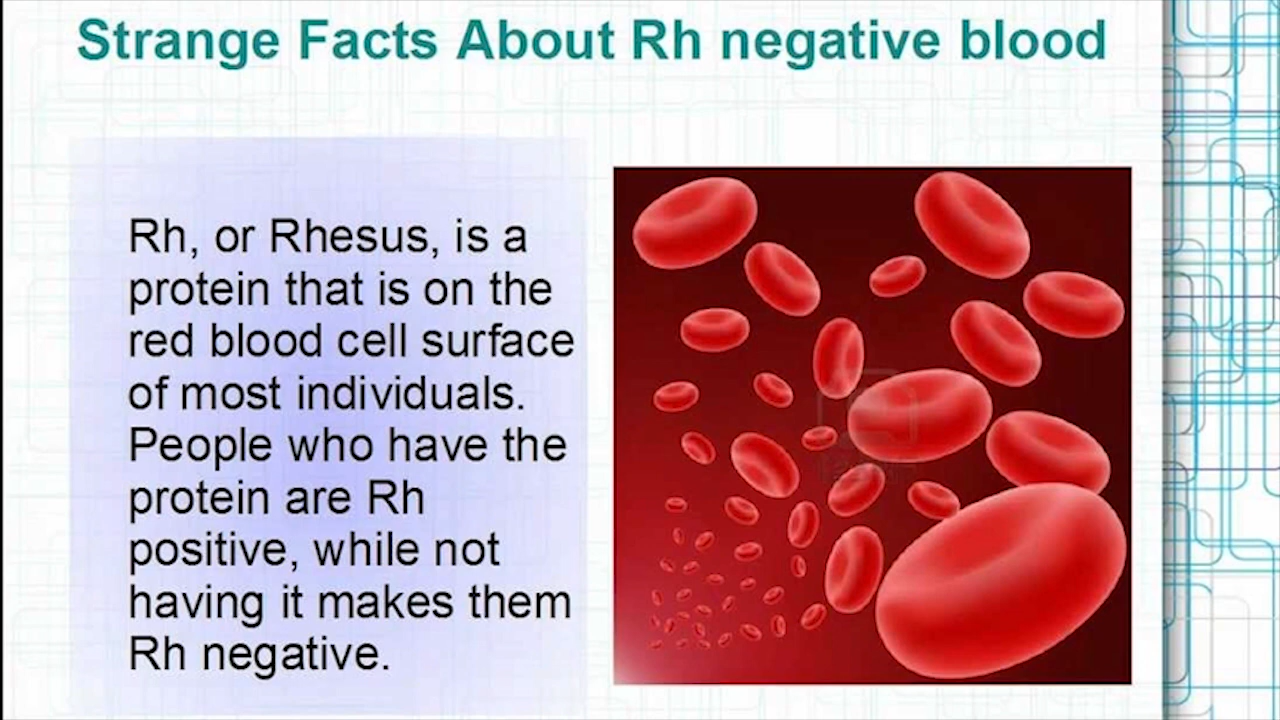 Strange Facts About Rh negative blood
Rh, or Rhesus, is a
protein that is on the
red blood cell surface
of most individuals.
People who have the
protein are Rh
positive, while not
having it makes them
Rh negative.